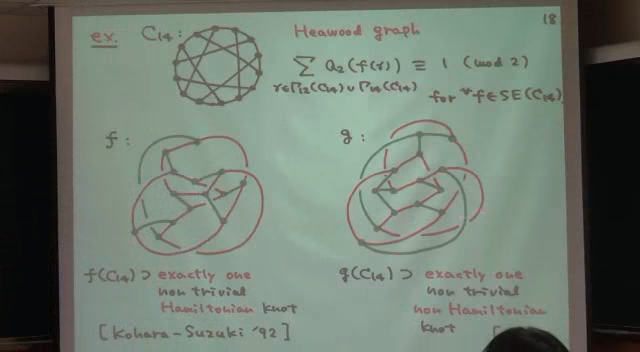 18
ex. C14 : Heawood graph
∑ a2(f(γ)) ≡ 1 (mod 2)
γ∈Γ12(C14)∪Γ14(C14) for ∀f∈SE(C14)
f : g :
f(C14) ⊃ exactly one
non trivial
Hamiltonian knot
[Kohara-Suzuki '92]
g(C14) ⊃ exactly one
non trivial
non Hamiltonian
knot [